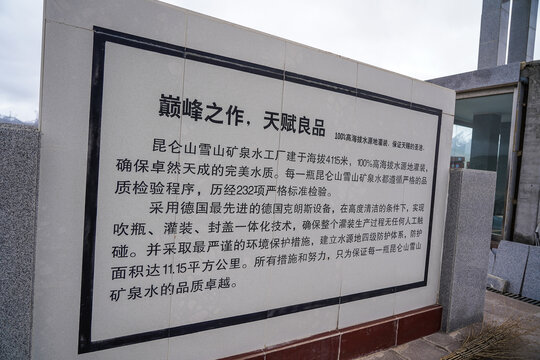 巅峰之作，天赋良品 100%高海拔水源地灌装，保证天赐的圣洁。
昆仑山雪山矿泉水工厂建于海拔4115米，100%高海拔水源地灌装，
确保卓然天成的完美水质。每一瓶昆仑山雪山矿泉水都遵循严格的品
质检验程序，历经232项严格标准检验。
采用德国最先进的德国克朗斯设备，在高度清洁的条件下，实现
吹瓶、灌装、封盖一体化技术，确保整个灌装生产过程无任何人工触
碰。并采取最严谨的环境保护措施，建立水源地四级防护体系，防护
面积达11.15平方公里。所有措施和努力，只为保证每一瓶昆仑山雪山
矿泉水的品质卓越。